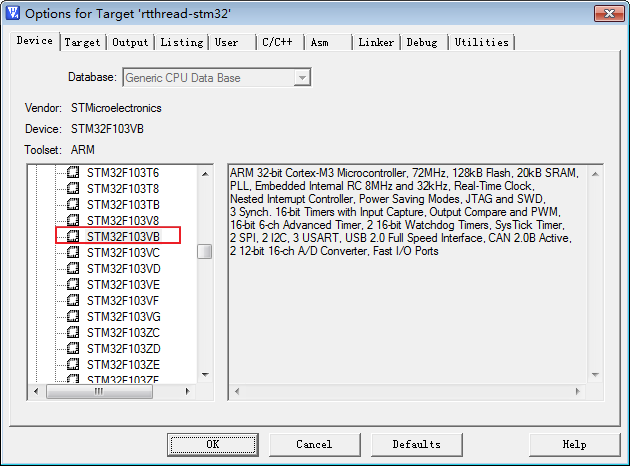 Options for Target 'rtthread-stm32'
Device Target Output Listing User C/C++ Asm Linker Debug Utilities
Database: Generic CPU Data Base
Vendor: STMicroelectronics
Device: STM32F103VB
Toolset: ARM
STM32F103T6
STM32F103T8
STM32F103TB
STM32F103V8
STM32F103VB
STM32F103VC
STM32F103VD
STM32F103VE
STM32F103VF
STM32F103VG
STM32F103ZC
STM32F103ZD
STM32F103ZE
STM32F103ZF
ARM 32-bit Cortex-M3 Microcontroller, 72MHz, 128kB Flash, 20kB SRAM,
PLL, Embedded Internal RC 8MHz and 32kHz, Real-Time Clock,
Nested Interrupt Controller, Power Saving Modes, JTAG and SWD,
3 Synch. 16-bit Timers with Input Capture, Output Compare and PWM,
16-bit 6-ch Advanced Timer, 2 16-bit Watchdog Timers, SysTick Timer,
2 SPI, 2 I2C, 3 USART, USB 2.0 Full Speed Interface, CAN 2.0B Active,
2 12-bit 16-ch A/D Converter, Fast I/O Ports
OK Cancel Defaults Help